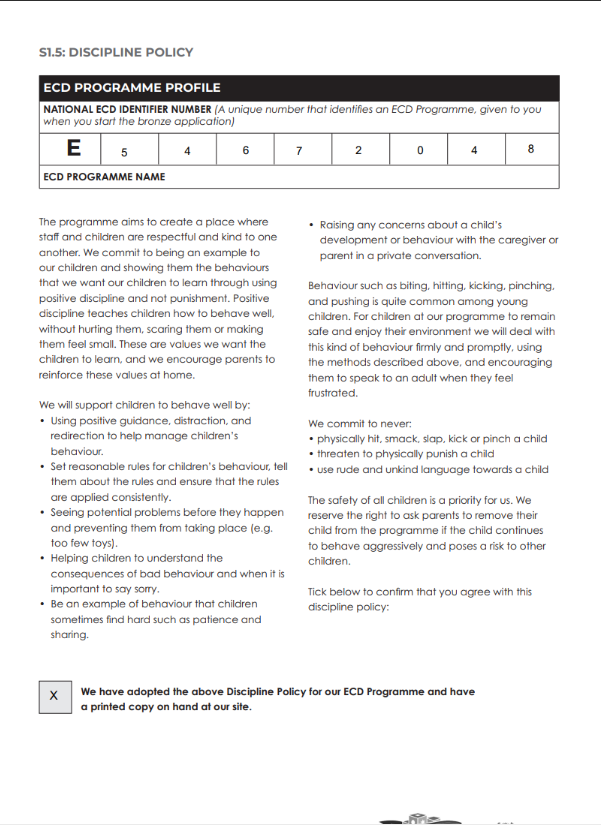 S1.5: DISCIPLINE POLICY
ECD PROGRAMME PROFILE
NATIONAL ECD IDENTIFIER NUMBER (A unique number that identifies an ECD Programme, given to you
when you start the bronze application)
E 5 4 6 7 2 0 4 8
ECD PROGRAMME NAME
The programme aims to create a place where
staff and children are respectful and kind to one
another. We commit to being an example to
our children and showing them the behaviours
that we want our children to learn through using
positive discipline and not punishment. Positive
discipline teaches children how to behave well,
without hurting them, scaring them or making
them feel small. These are values we want the
children to learn, and we encourage parents to
reinforce these values at home.
We will support children to behave well by:
• Using positive guidance, distraction, and
redirection to help manage children's
behaviour.
• Set reasonable rules for children's behaviour, tell
them about the rules and ensure that the rules
are applied consistently.
• Seeing potential problems before they happen
and preventing them from taking place (e.g.
too few toys).
• Helping children to understand the
consequences of bad behaviour and when it is
important to say sorry.
• Be an example of behaviour that children
sometimes find hard such as patience and
sharing.
• Raising any concerns about a child's
development or behaviour with the caregiver or
parent in a private conversation.
Behaviour such as biting, hitting, kicking, pinching,
and pushing is quite common among young
children. For children at our programme to remain
safe and enjoy their environment we will deal with
this kind of behaviour firmly and promptly, using
the methods described above, and encouraging
them to speak to an adult when they feel
frustrated.
We commit to never:
• physically hit, smack, slap, kick or pinch a child
• threaten to physically punish a child
• use rude and unkind language towards a child
The safety of all children is a priority for us. We
reserve the right to ask parents to remove their
child from the programme if the child continues
to behave aggressively and poses a risk to other
children.
Tick below to confirm that you agree with this
discipline policy:
X
We have adopted the above Discipline Policy for our ECD Programme and have
a printed copy on hand at our site.